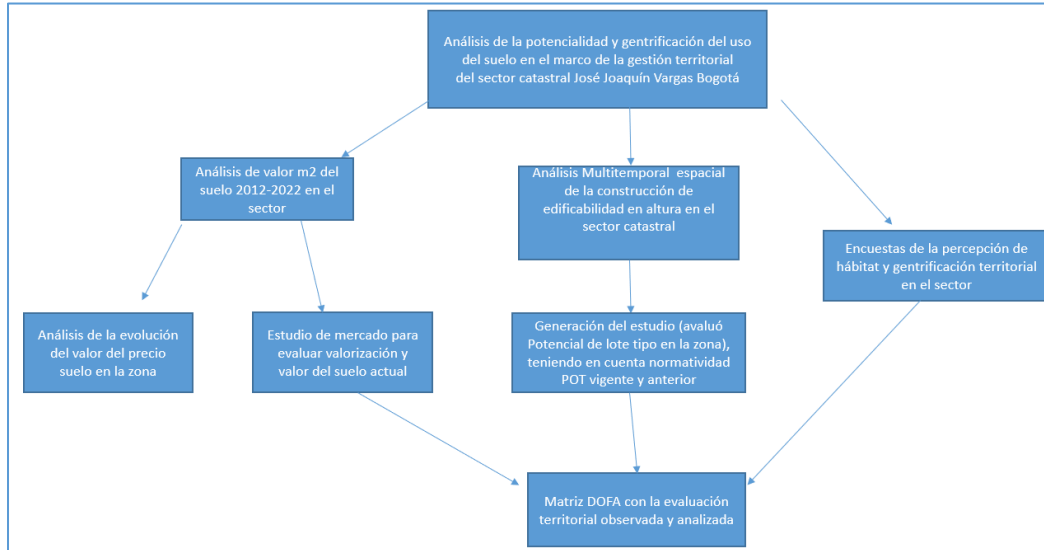 Análisis de la potencialidad y gentrificación del uso
del suelo en el marco de la gestión territorial
del sector catastral José Joaquín Vargas Bogotá
Análisis de valor m2 del
suelo 2012-2022 en el
sector
Análisis Multitemporal espacial
de la construcción de
edificabilidad en altura en el
sector catastral
Encuestas de la percepción de
hábitat y gentrificación territorial
en el sector
Análisis de la evolución
del valor del precio
suelo en la zona
Estudio de mercado para
evaluar valorización y
valor del suelo actual
Generación del estudio (avaluó
Potencial de lote tipo en la zona),
teniendo en cuenta normatividad
POT vigente y anterior
Matriz DOFA con la evaluación
territorial observada y analizada